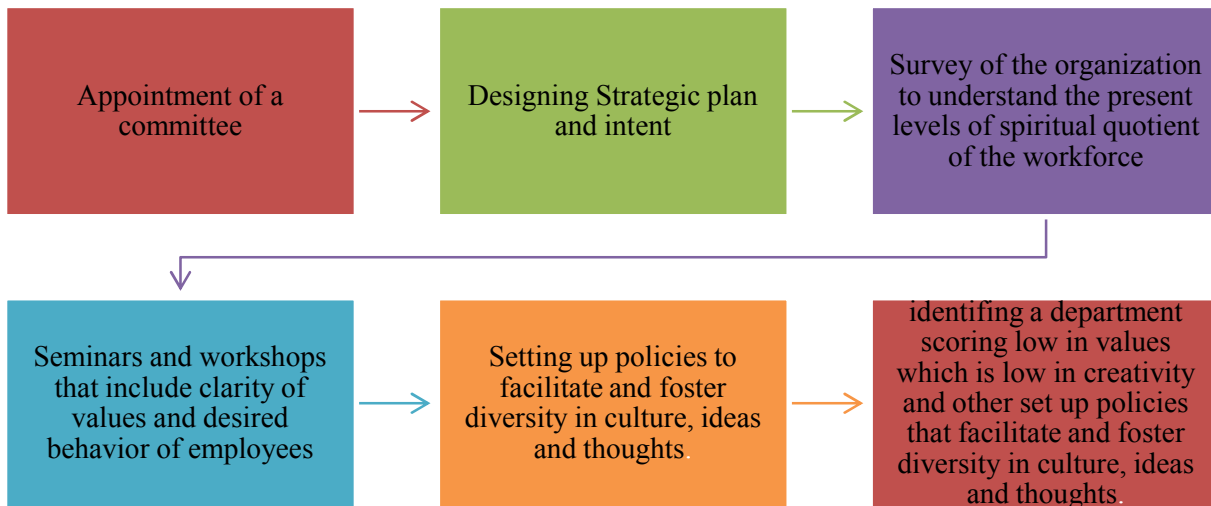 Appointment of a
committee
Designing Strategic plan
and intent
Survey of the organization
to understand the present
levels of spiritual quotient
of the workforce
Seminars and workshops
that include clarity of
values and desired
behavior of employees
Setting up policies to
facilitate and foster
diversity in culture, ideas
and thoughts.
identifing a department
scoring low in values
which is low in creativity
and other set up policies
that facilitate and foster
diversity in culture, ideas
and thoughts.